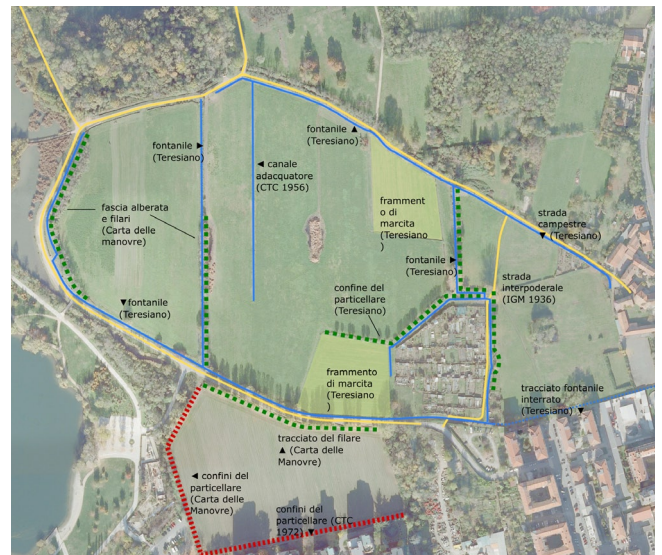 fontanile ▲
(Teresiano)
fontanile ►
(Teresiano)
◄ canale
adacquatore
(CTC 1956)
framment
o di
marcita
(Teresiano
)
fascia alberata
e filari
(Carta delle
manovre)
strada
campestre
▼ (Teresiano)
fontanile ►
(Teresiano)
confine del
particellare
(Teresiano)
strada
interpoderale
(IGM 1936)
▼ fontanile
(Teresiano)
frammento
di marcita
(Teresiano
)
tracciato fontanile
interrato
(Teresiano) ▼
tracciato del filare
▲ (Carta delle
Manovre)
◄ confini del
particellare
(Carta delle
Manovre)
confini del
particellare (CTC
1972) ▼